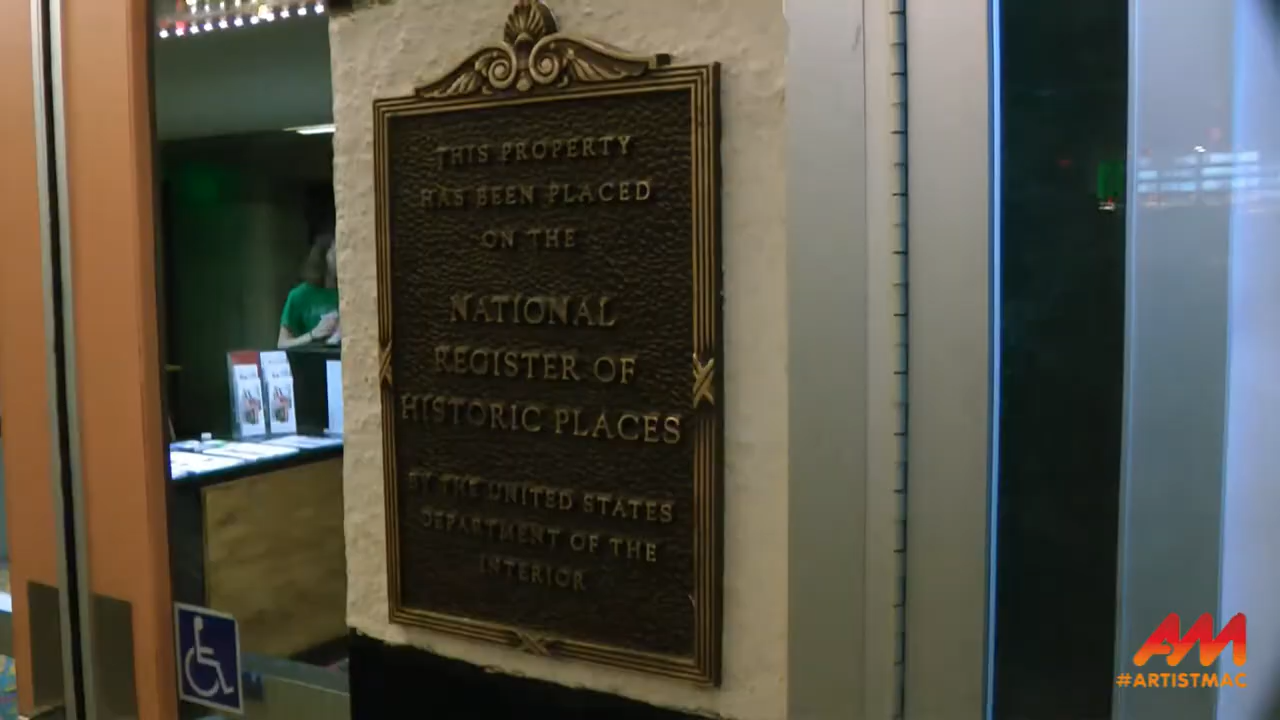 THIS PROPERTY
HAS BEEN PLACED
ON THE
NATIONAL
REGISTER OF
HISTORIC PLACES
BY THE UNITED STATES
DEPARTMENT OF THE
INTERIOR
AM
#ARTISTMAC